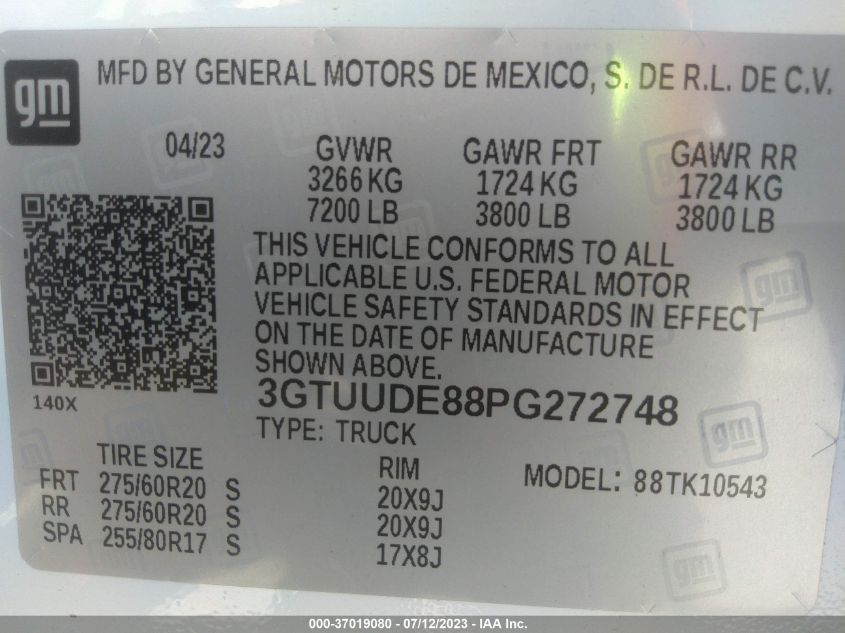 gm MFD BY GENERAL MOTORS DE MEXICO, S. DE R.L. DE C.V.
04/23 GVWR GAWR FRT GAWR RR
3266 KG 1724 KG 1724 KG
7200 LB 3800 LB 3800 LB
THIS VEHICLE CONFORMS TO ALL
APPLICABLE U.S. FEDERAL MOTOR
VEHICLE SAFETY STANDARDS IN EFFECT
ON THE DATE OF MANUFACTURE
SHOWN ABOVE.
140X
3GTUUDE88PG272748
TYPE: TRUCK
TIRE SIZE RIM MODEL: 88TK10543
FRT 275/60R20 S 20X9J
RR 275/60R20 S 20X9J
SPA 255/80R17 S 17X8J
000-37019080 - 07/12/2023 - IAA Inc.